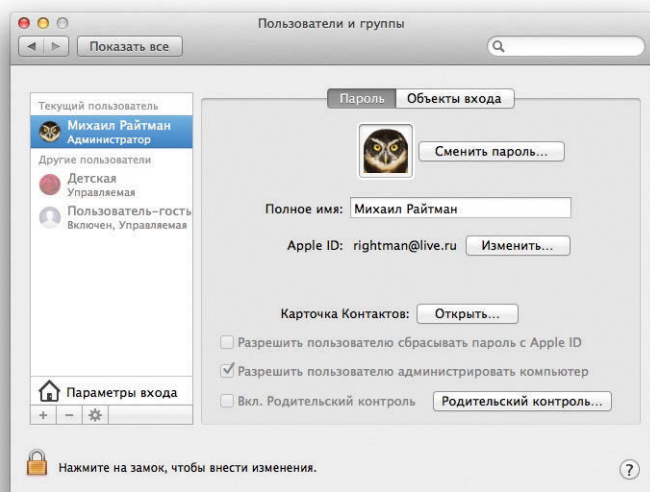 Пользователи и группы
Показать все
Пароль
Объекты входа
Текущий пользователь
Михаил Райтман
Администратор
Другие пользователи
Детская
Управляемая
Пользователь-гость
Включен, Управляемая
Сменить пароль...
Полное имя: Михаил Райтман
Apple ID: rightman@live.ru Изменить...
Карточка Контактов: Открыть...
Разрешить пользователю сбрасывать пароль с Apple ID
Разрешить пользователю администрировать компьютер
Вкл. Родительский контроль Родительский контроль...
Параметры входа
+ −
Нажмите на замок, чтобы внести изменения.
?